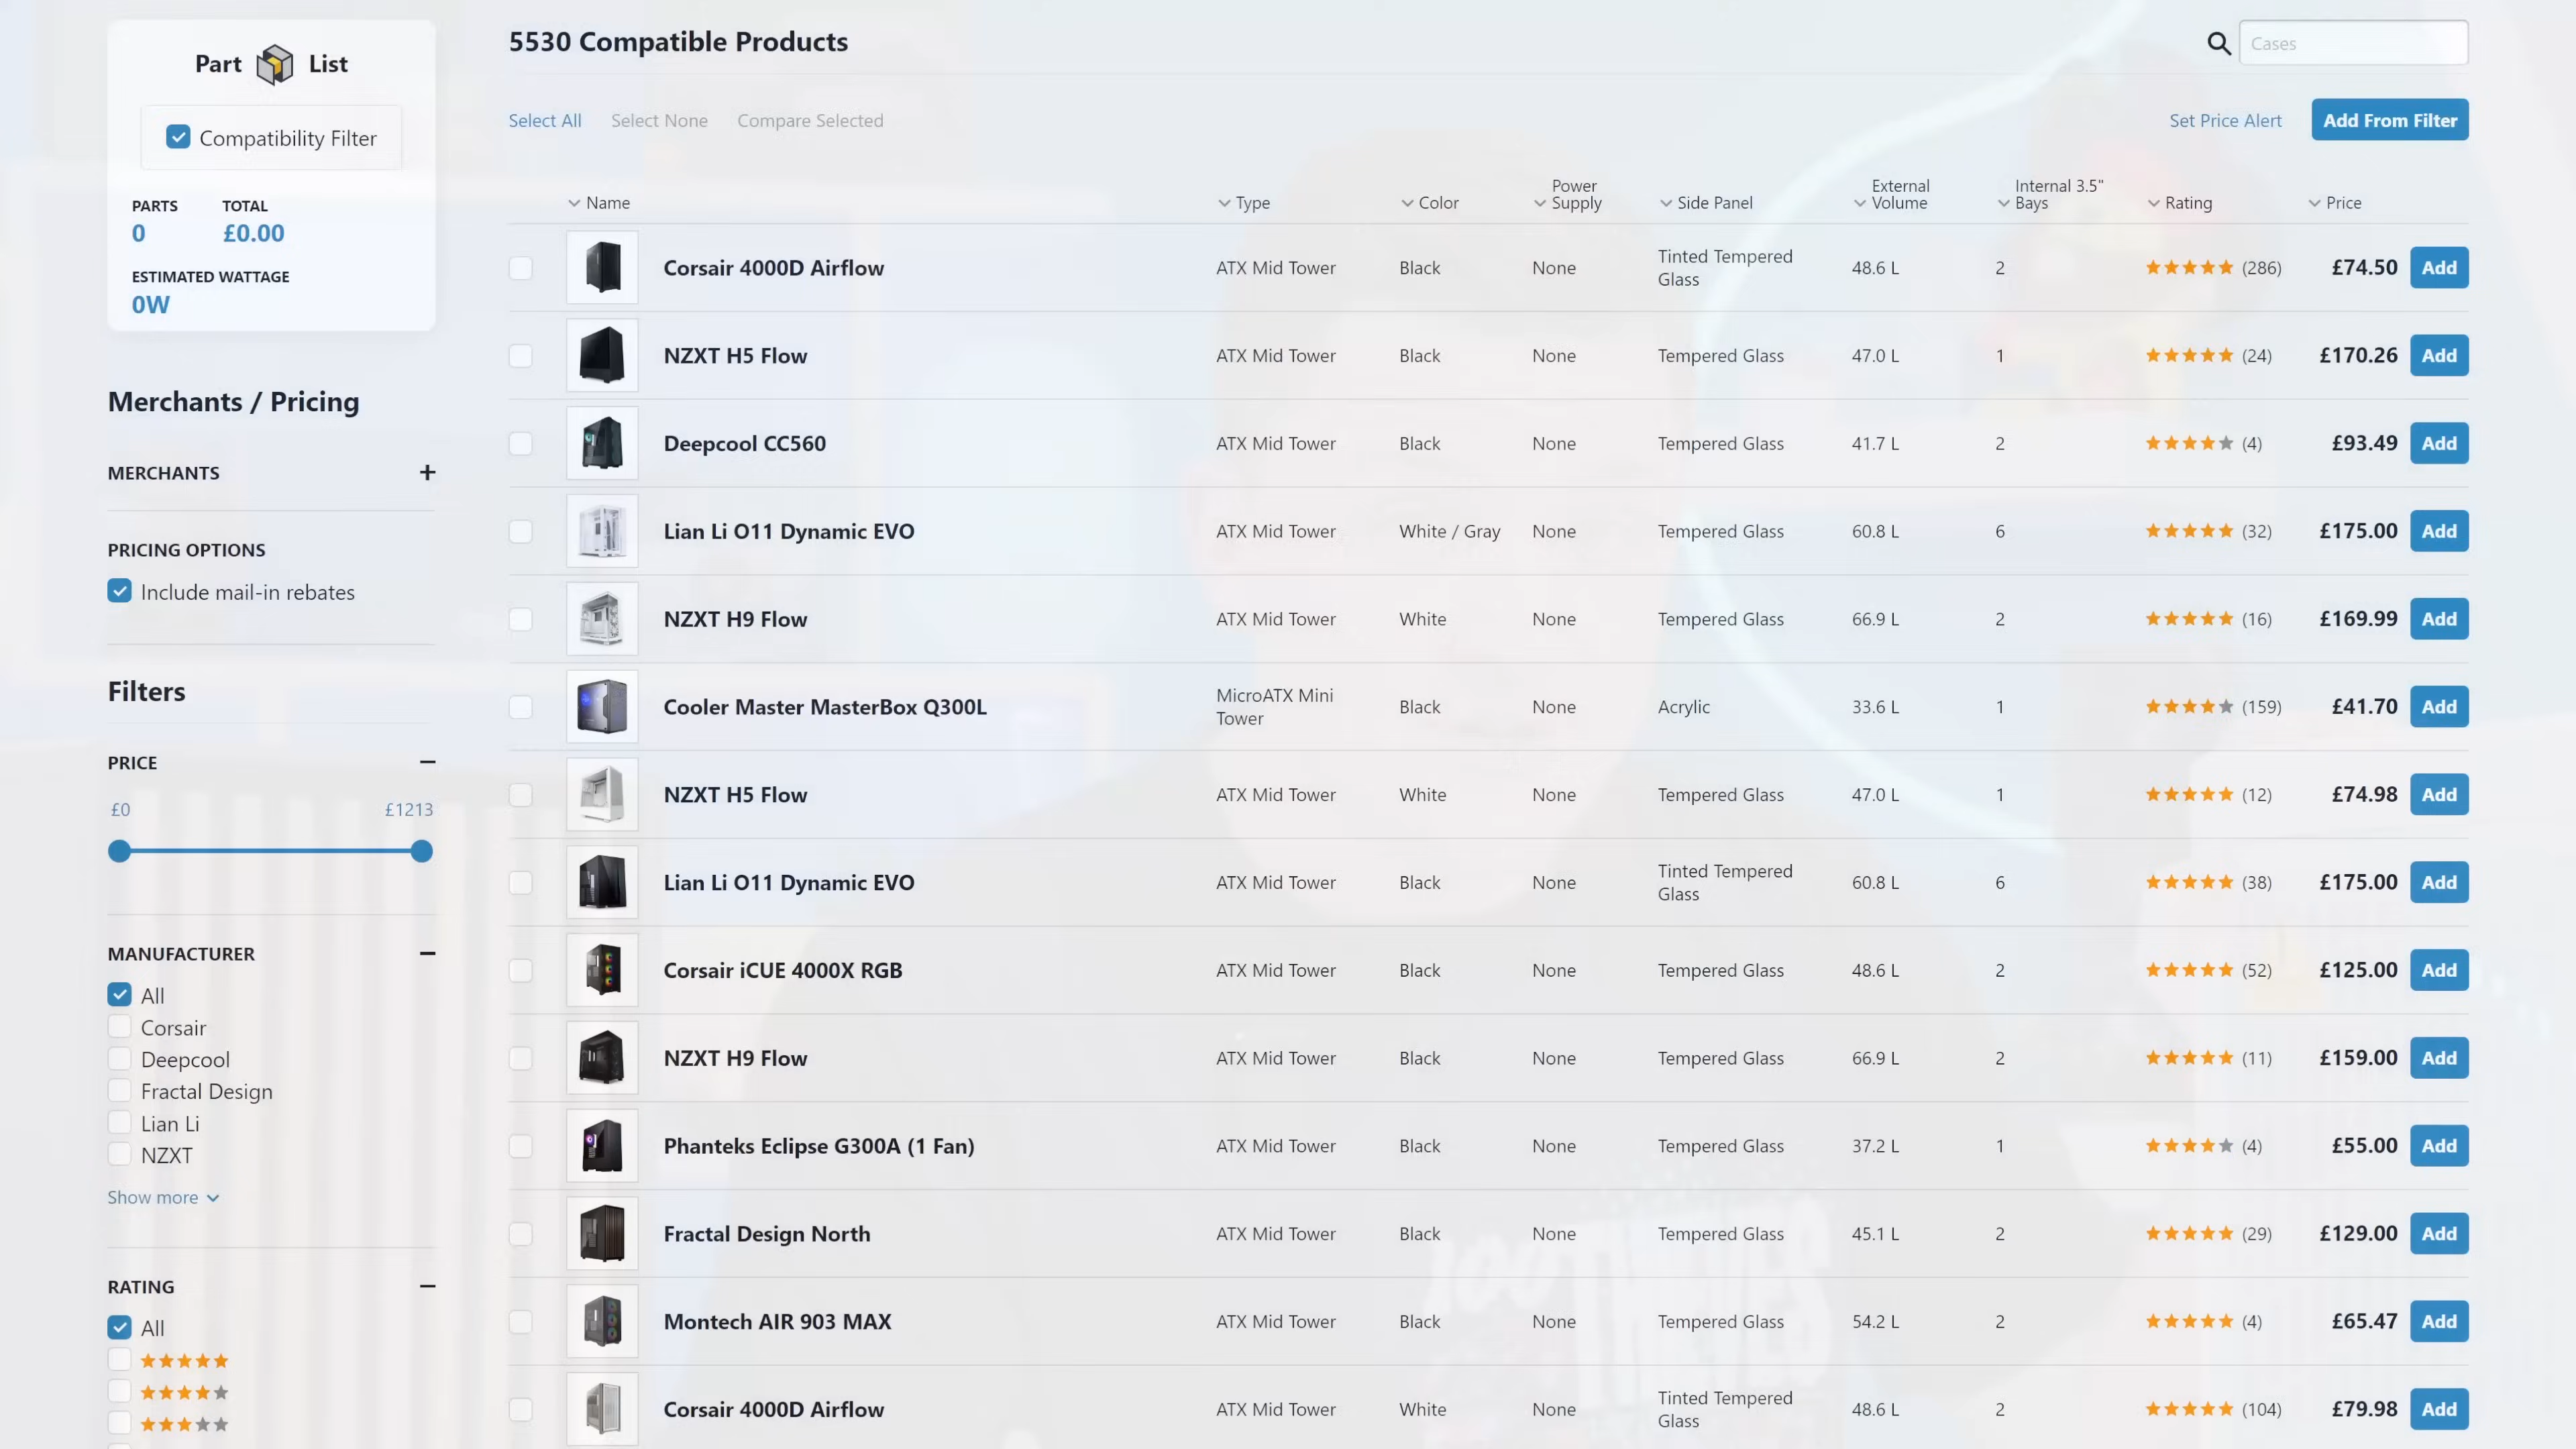 Part List
Compatibility Filter
PARTS TOTAL
0 £0.00
ESTIMATED WATTAGE
0W
Merchants / Pricing
MERCHANTS
PRICING OPTIONS
Include mail-in rebates
Filters
PRICE
£0 £1213
MANUFACTURER
All
Corsair
Deepcool
Fractal Design
Lian Li
NZXT
Show more
RATING
All
5530 Compatible Products
Cases
Select All Select None Compare Selected
Set Price Alert Add From Filter
Name Type Color Power Supply Side Panel External Volume Internal 3.5" Bays Rating Price
Corsair 4000D Airflow ATX Mid Tower Black None Tinted Tempered Glass 48.6 L 2 (286) £74.50 Add
NZXT H5 Flow ATX Mid Tower Black None Tempered Glass 47.0 L 1 (24) £170.26 Add
Deepcool CC560 ATX Mid Tower Black None Tempered Glass 41.7 L 2 (4) £93.49 Add
Lian Li O11 Dynamic EVO ATX Mid Tower White / Gray None Tempered Glass 60.8 L 6 (32) £175.00 Add
NZXT H9 Flow ATX Mid Tower White None Tempered Glass 66.9 L 2 (16) £169.99 Add
Cooler Master MasterBox Q300L MicroATX Mini Tower Black None Acrylic 33.6 L 1 (159) £41.70 Add
NZXT H5 Flow ATX Mid Tower White None Tempered Glass 47.0 L 1 (12) £74.98 Add
Lian Li O11 Dynamic EVO ATX Mid Tower Black None Tinted Tempered Glass 60.8 L 6 (38) £175.00 Add
Corsair iCUE 4000X RGB ATX Mid Tower Black None Tempered Glass 48.6 L 2 (52) £125.00 Add
NZXT H9 Flow ATX Mid Tower Black None Tempered Glass 66.9 L 2 (11) £159.00 Add
Phanteks Eclipse G300A (1 Fan) ATX Mid Tower Black None Tempered Glass 37.2 L 1 (4) £55.00 Add
Fractal Design North ATX Mid Tower Black None Tempered Glass 45.1 L 2 (29) £129.00 Add
Montech AIR 903 MAX ATX Mid Tower Black None Tempered Glass 54.2 L 2 (4) £65.47 Add
Corsair 4000D Airflow ATX Mid Tower White None Tinted Tempered Glass 48.6 L 2 (104) £79.98 Add